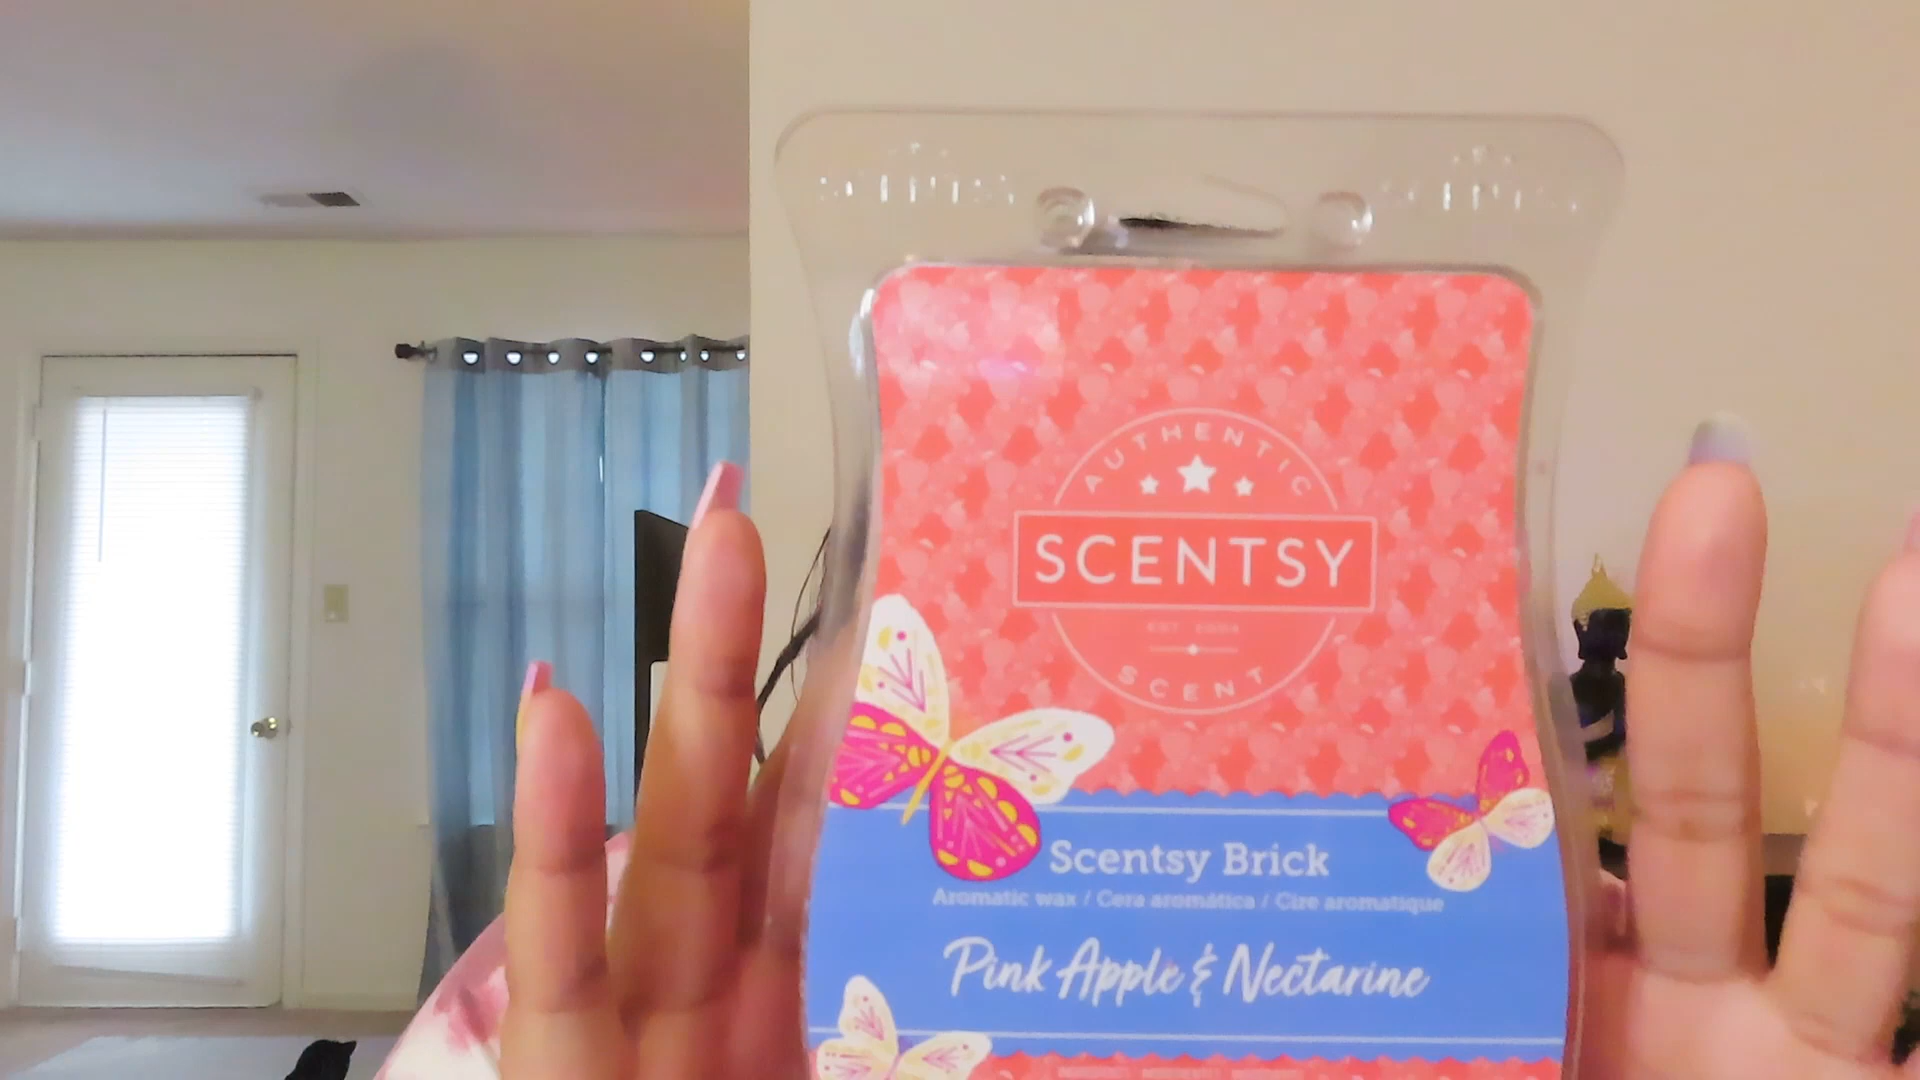 AUTHENTIC
SCENTSY
SCENT
Scentsy Brick
Aromatic wax / Cera aromática / Cire aromatique
Pink Apple & Nectarine